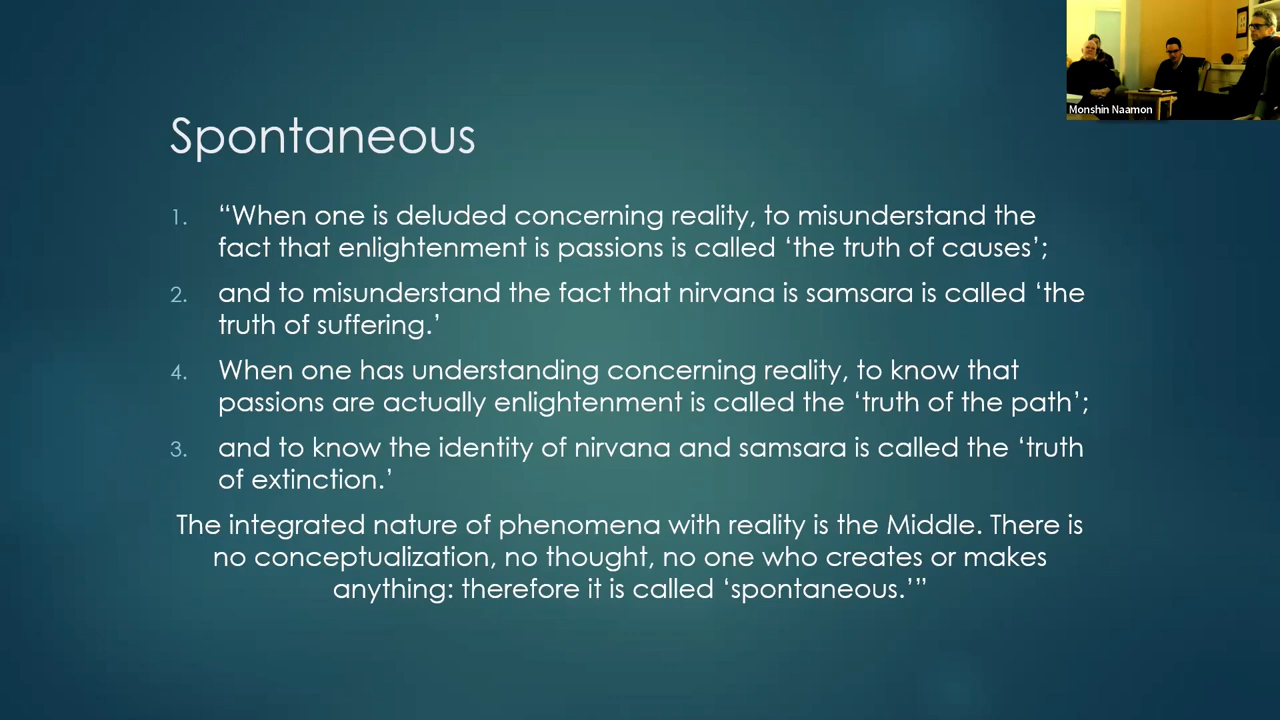 Monshin Naamon
Spontaneous
1. “When one is deluded concerning reality, to misunderstand the
fact that enlightenment is passions is called ‘the truth of causes’;
2. and to misunderstand the fact that nirvana is samsara is called ‘the
truth of suffering.’
4. When one has understanding concerning reality, to know that
passions are actually enlightenment is called the ‘truth of the path’;
3. and to know the identity of nirvana and samsara is called the ‘truth
of extinction.’
The integrated nature of phenomena with reality is the Middle. There is
no conceptualization, no thought, no one who creates or makes
anything: therefore it is called ‘spontaneous.’”